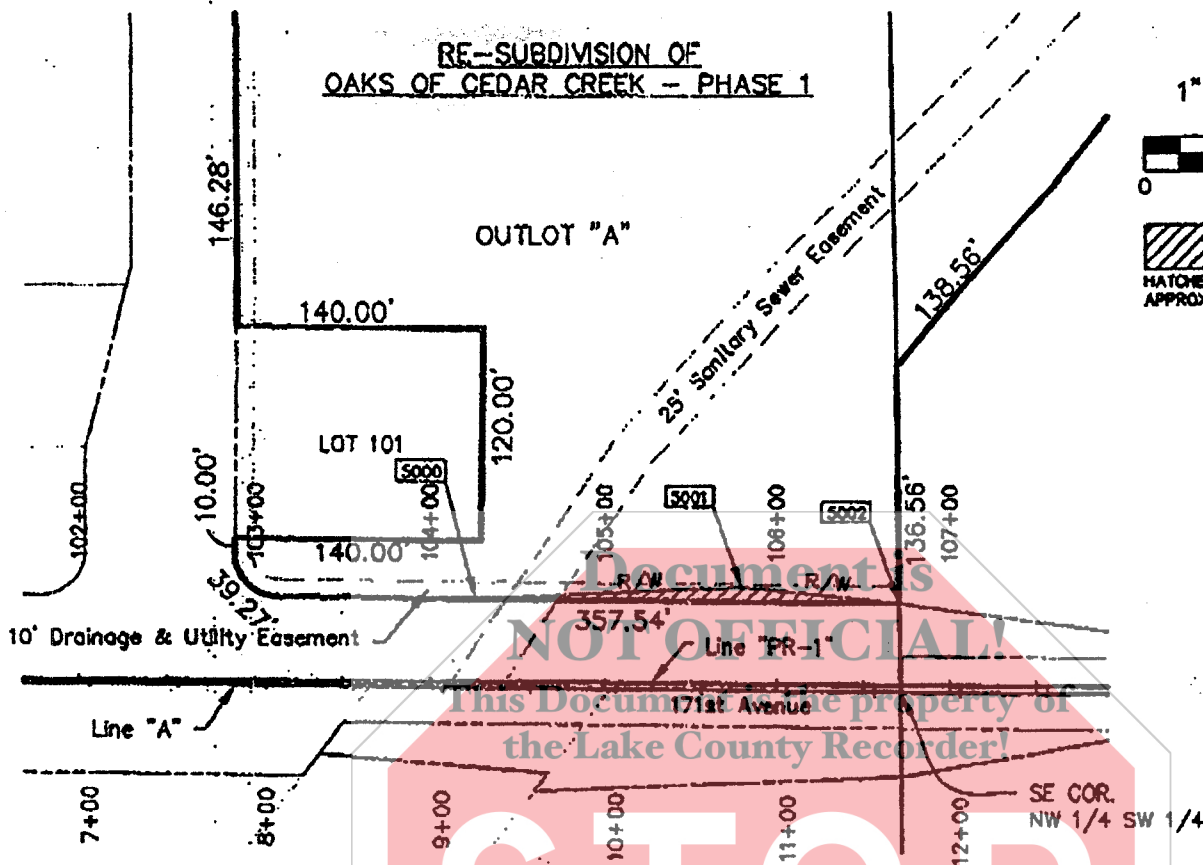 RE-SUBDIVISION OF
OAKS OF CEDAR CREEK - PHASE 1
1"
0
HATCHE
APPROX
146.28'
OUTLOT "A"
25' Sanitary Sewer Easement
138.56'
140.00'
120.00'
LOT 101
10.00'
5000
5001
5002
102+00
103+00
104+00
105+00
106+00
136.56'
107+00
140.00'
39.27'
R/W
R/W
357.54'
10' Drainage & Utilty Easement
Line "PR-1"
Line "A"
171st Avenue
Document is
NOT OFFICIAL!
This Document is the property of
the Lake County Recorder!
STOP
SE COR.
NW 1/4 SW 1/4
7+00
8+00
9+00
10+00
11+00
12+00